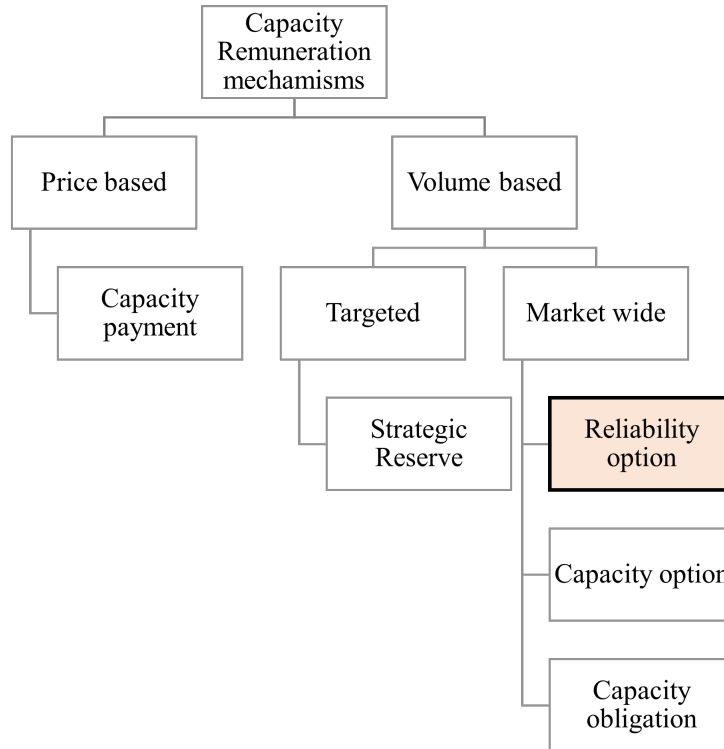 Capacity
Remuneration
mechamisms
Price based
Volume based
Capacity
payment
Targeted
Market wide
Strategic
Reserve
Reliability
option
Capacity option
Capacity
obligation